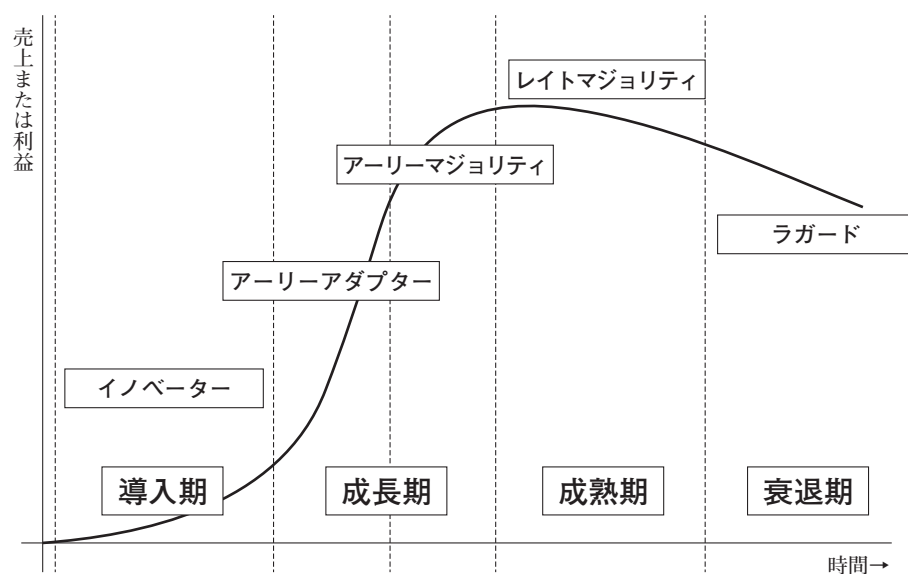 売上または利益
レイトマジョリティ
アーリーマジョリティ
ラガード
アーリーアダプター
イノベーター
導入期
成長期
成熟期
衰退期
時間→